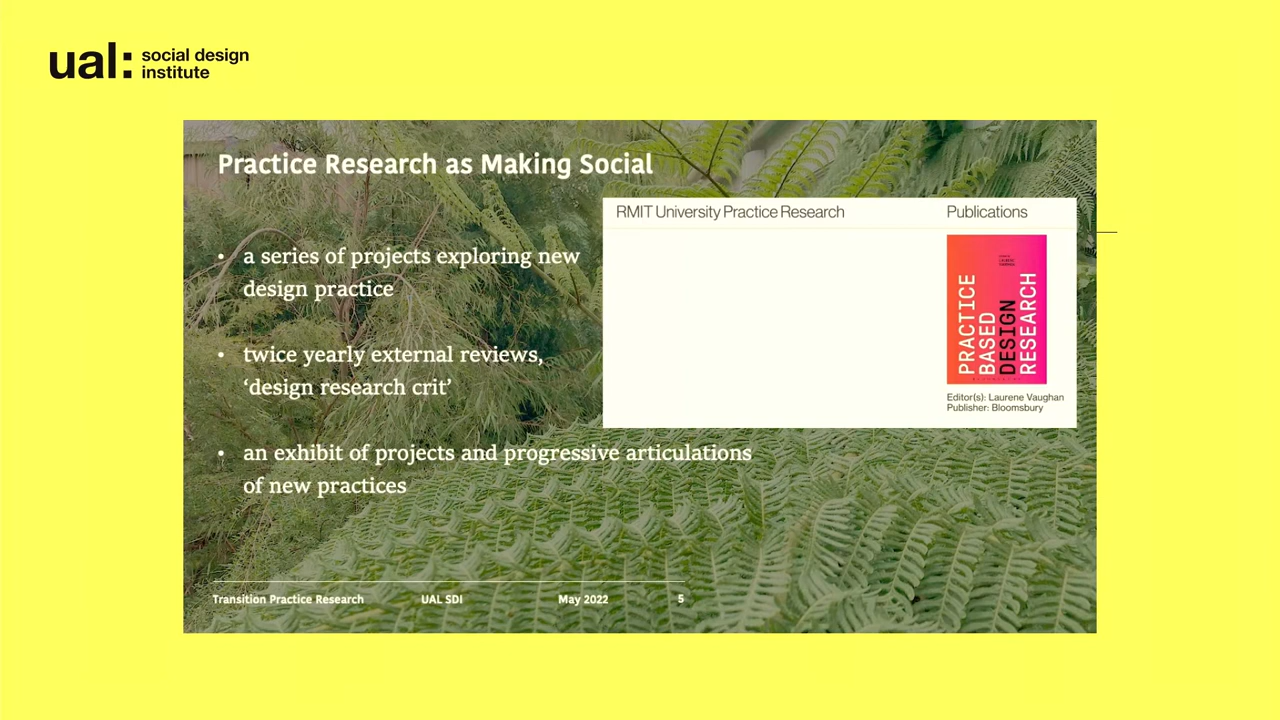 ual: social design
institute
Practice Research as Making Social
RMIT University Practice Research
Publications
• a series of projects exploring new
design practice
• twice yearly external reviews,
‘design research crit’
• an exhibit of projects and progressive articulations
of new practices
PRACTICE
BASED
DESIGN
RESEARCH
Editor(s): Laurene Vaughan
Publisher: Bloomsbury
Transition Practice Research UAL SDI May 2022 5